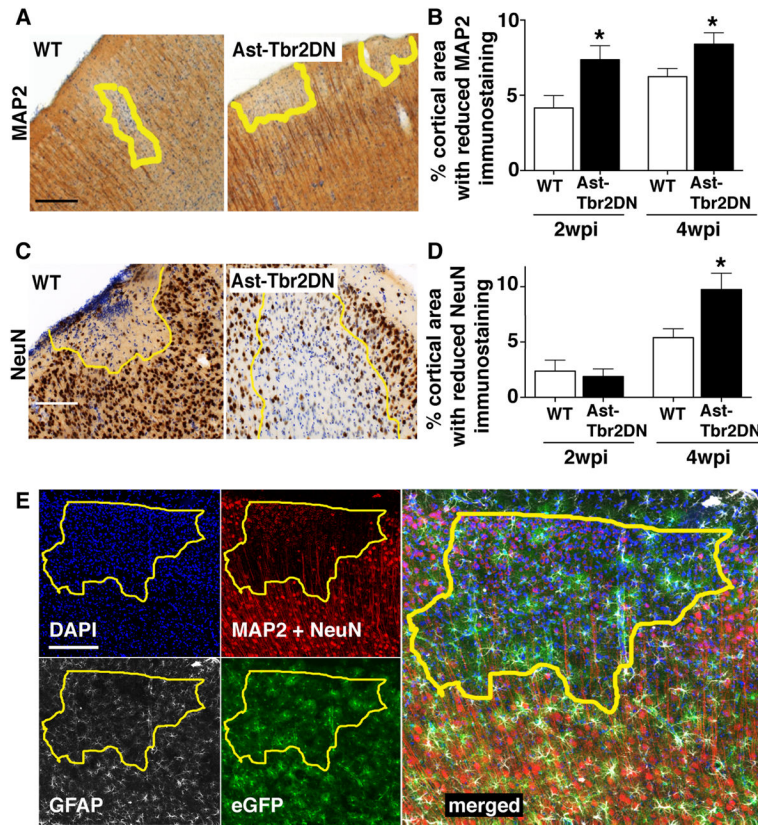 A
WT
Ast-Tbr2DN
MAP2
B
% cortical area
with reduced MAP2
immunostaining
10
5
0
*
*
WT
Ast-
Tbr2DN
WT
Ast-
Tbr2DN
2wpi
4wpi
C
WT
Ast-Tbr2DN
NeuN
D
% cortical area
with reduced NeuN
immunostaining
10
5
0
*
WT
Ast-
Tbr2DN
WT
Ast-
Tbr2DN
2wpi
4wpi
E
DAPI
MAP2 + NeuN
GFAP
eGFP
merged